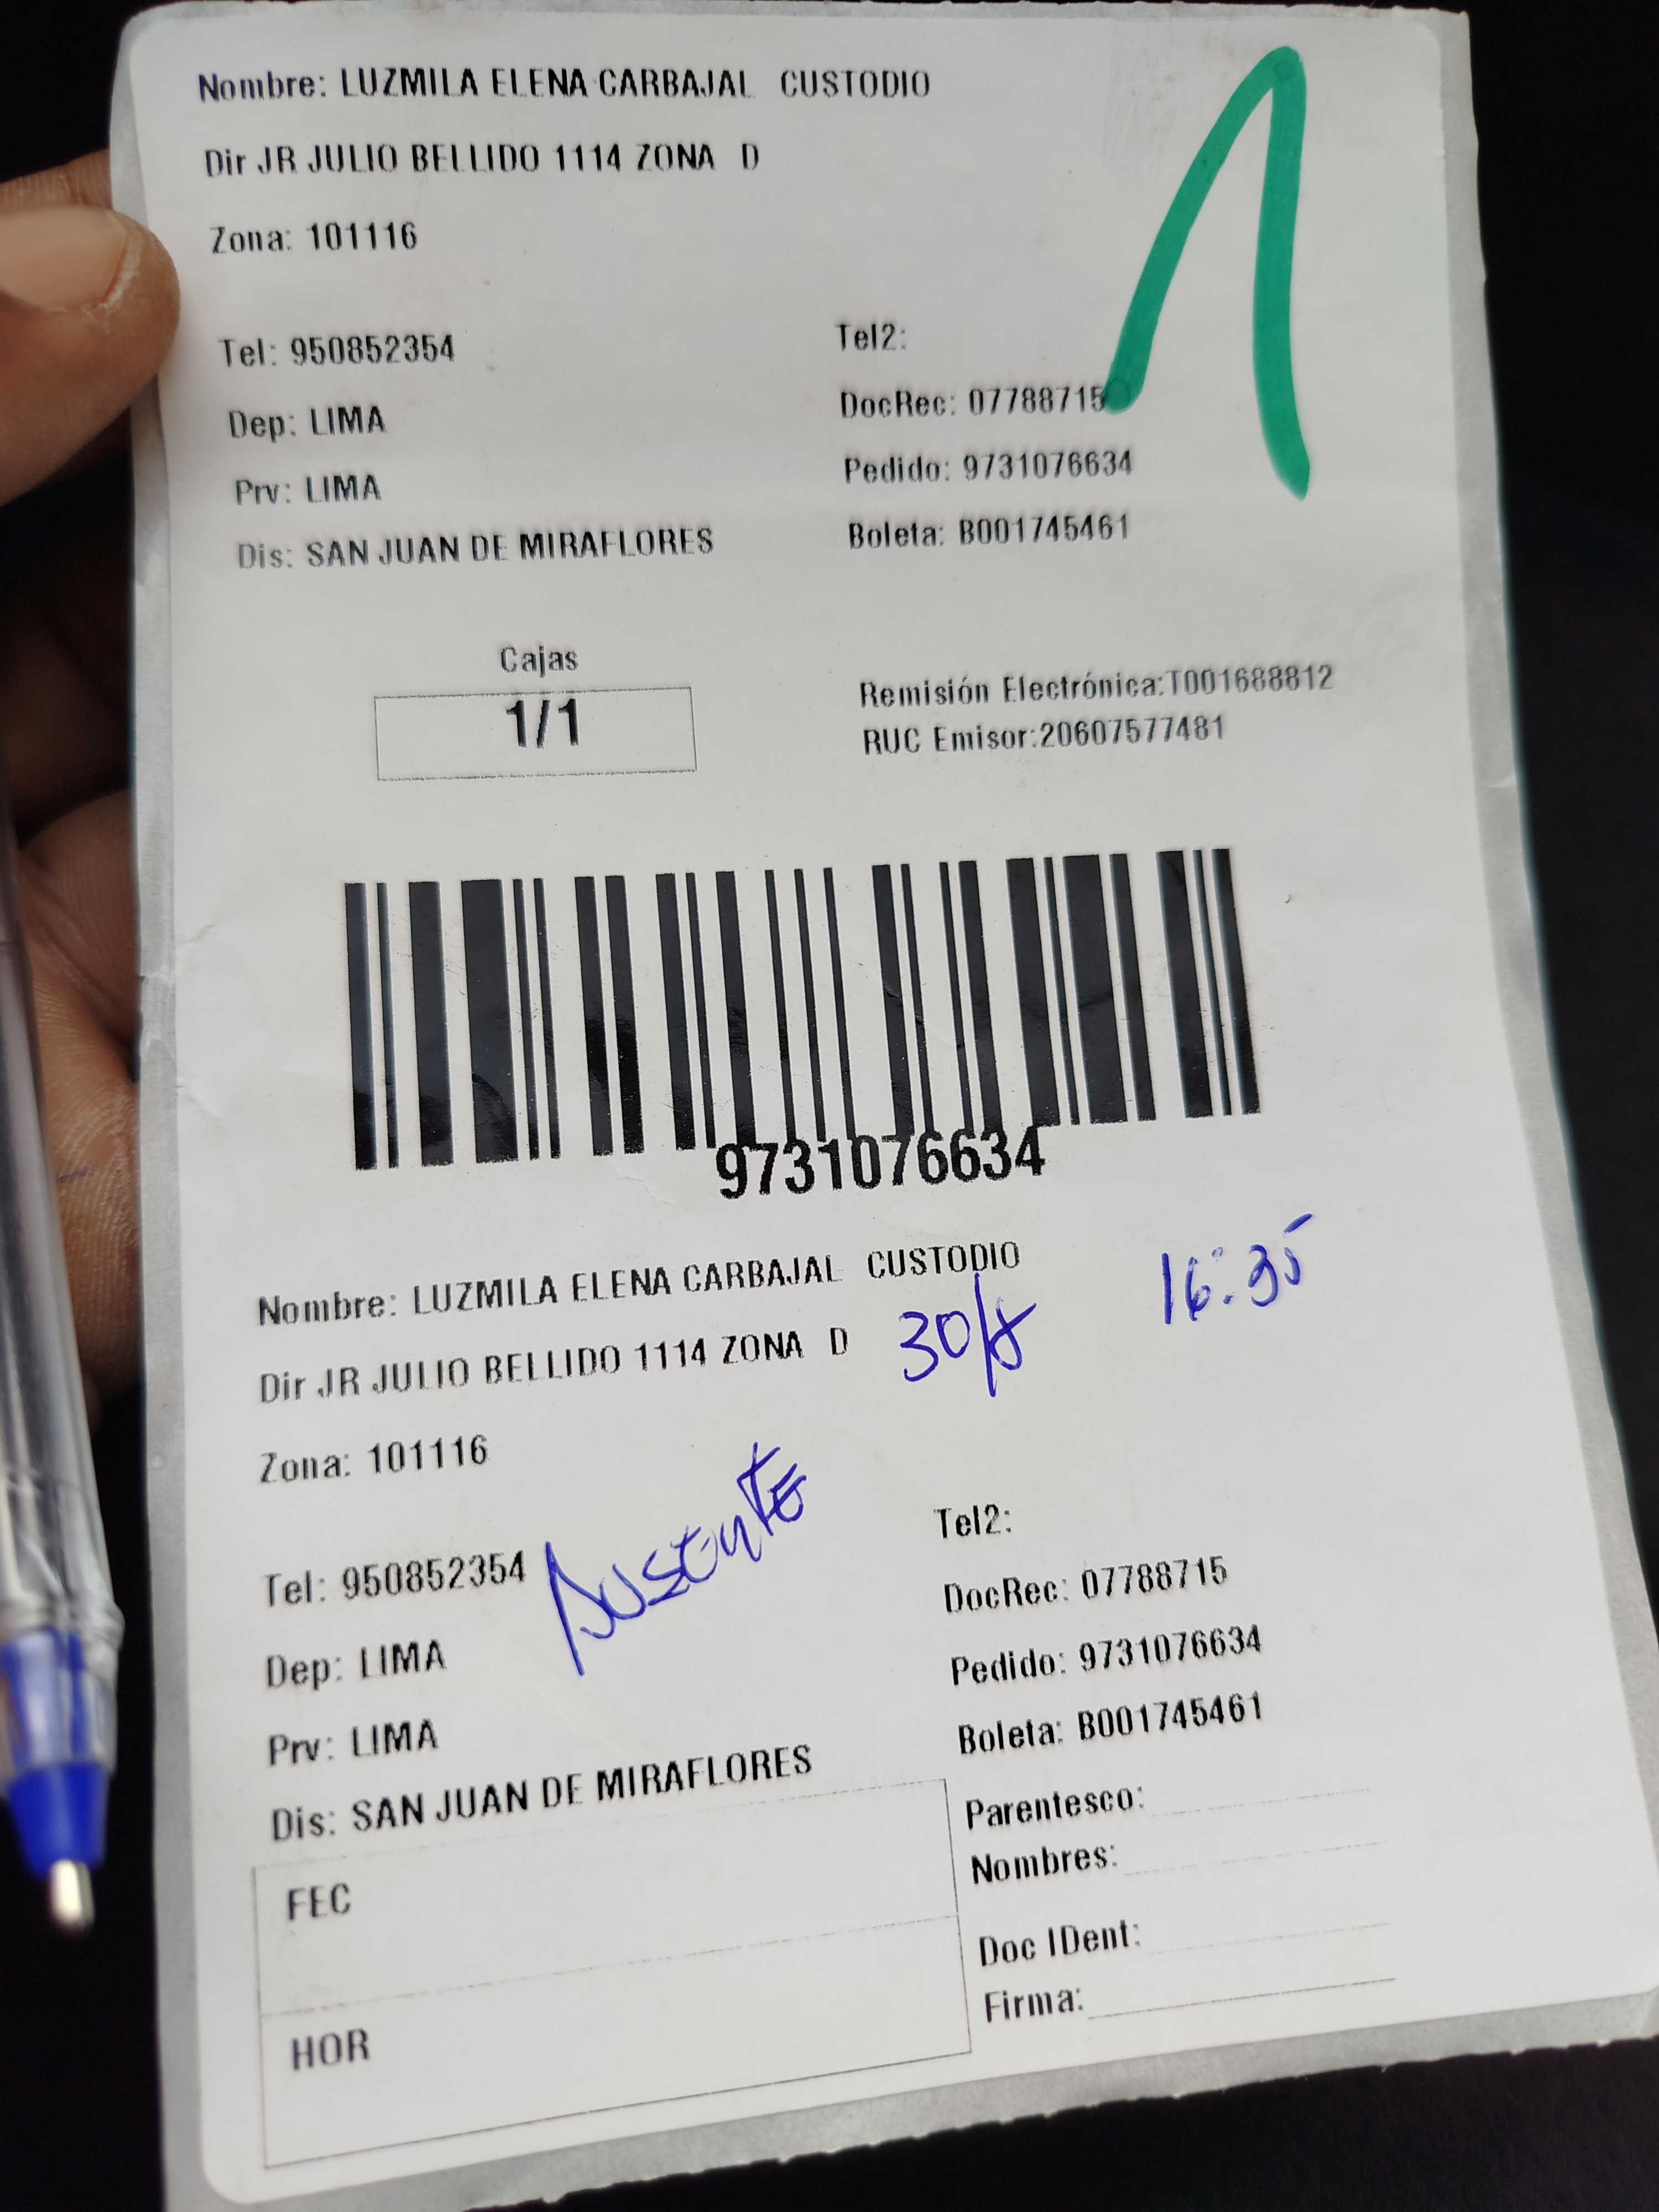 Nombre: LUZMILA ELENA CARBAJAL CUSTODIO
Dir JR JULIO BELLIDO 1114 ZONA D
Zona: 101116
1
Tel: 950852354
Tel2:
Dep: LIMA
DocRec: 07788715
Prv: LIMA
Pedido: 9731076634
Dis: SAN JUAN DE MIRAFLORES
Boleta: B001745461
Cajas
1/1
Remisión Electrónica:T001688812
RUC Emisor:20607577481
9731076634
Nombre: LUZMILA ELENA CARBAJAL CUSTODIO
16:35
Dir JR JULIO BELLIDO 1114 ZONA D
Zona: 101116
AUSENTE
Tel: 950852354
Tel2:
Dep: LIMA
DocRec: 07788715
Prv: LIMA
Pedido: 9731076634
Dis: SAN JUAN DE MIRAFLORES
Boleta: B001745461
Parentesco:
Nombres:
FEC
Doc IDent:
HOR
Firma: